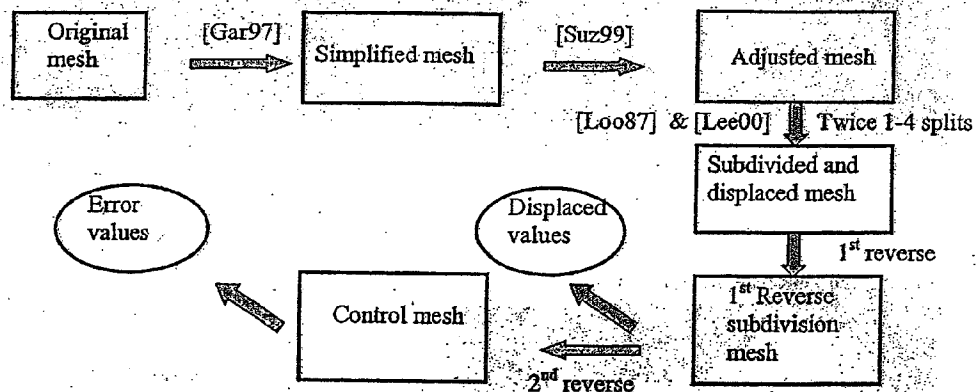 Original
mesh
[Gar97]
Simplified mesh
[Suz99]
Adjusted mesh
[Loo87] & [Lee00]
Twice 1-4 splits
Subdivided and
displaced mesh
Error
values
Displaced
values
1st reverse
Control mesh
1st Reverse
subdivision
mesh
2nd reverse